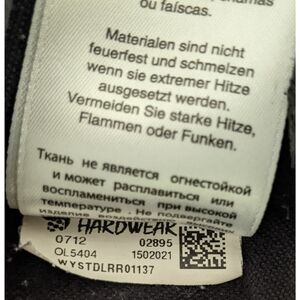 ou faíscas.
Materialen sind nicht
feuerfest und schmelzen
wenn sie extremer Hitze
ausgesetzt werden.
Vermeiden Sie starke Hitze,
Flammen oder Funken.
Ткань не является огнестойкой
и может расплавиться или
воспламениться при высокой
температуре . Не подвергайте
изделие воздействию
HARDWEAR
0712 02895
OL5404 1502021
WYSTDLRR01137